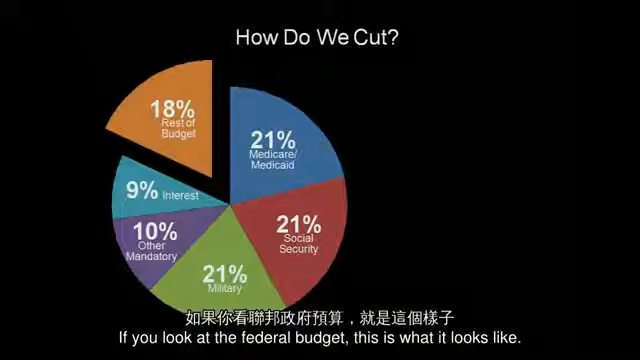 How Do We Cut?
18%
Rest of
Budget
21%
Medicare/
Medicaid
9% Interest
21%
Social
Security
10%
Other
Mandatory
21%
Military
如果你看聯邦政府預算，就是這個樣子
If you look at the federal budget, this is what it looks like.